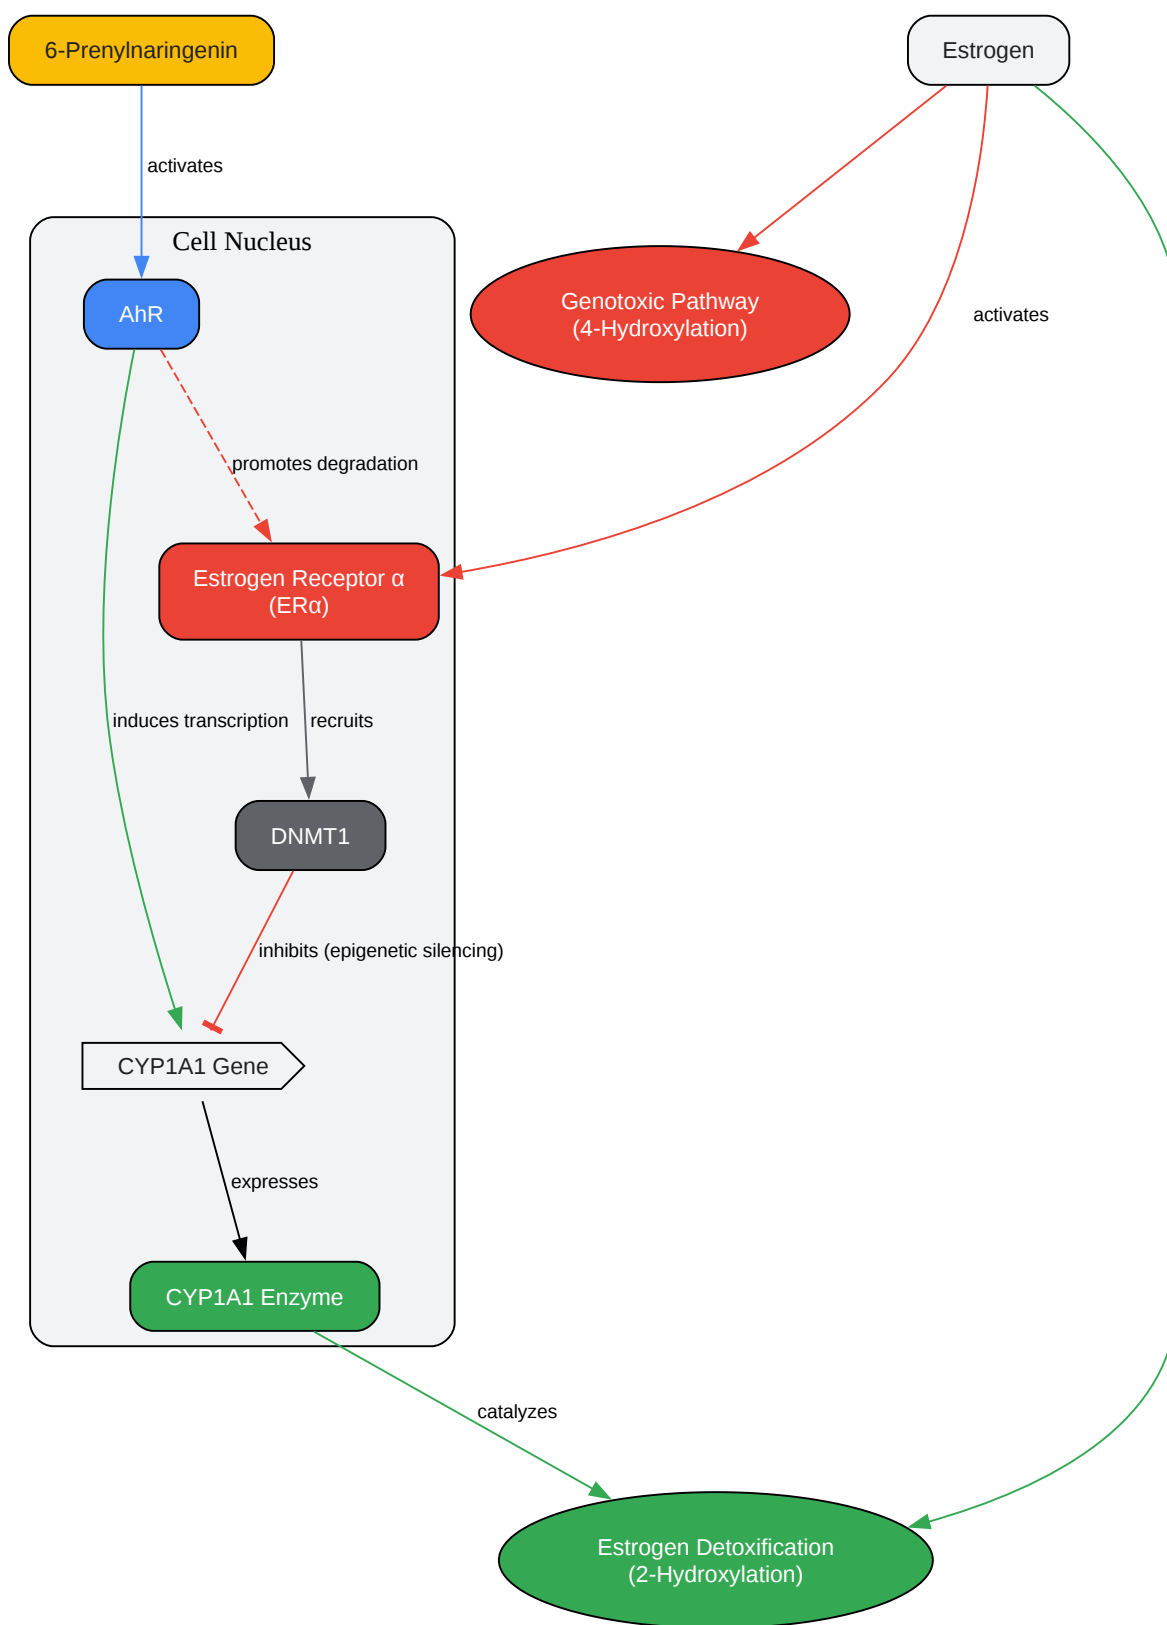 6-Prenylnaringenin
Estrogen
activates
Cell Nucleus
AhR
Genotoxic Pathway
(4-Hydroxylation)
activates
promotes degradation
Estrogen Receptor α
(ERα)
induces transcription
recruits
DNMT1
inhibits (epigenetic silencing)
CYP1A1 Gene
expresses
CYP1A1 Enzyme
catalyzes
Estrogen Detoxification
(2-Hydroxylation)